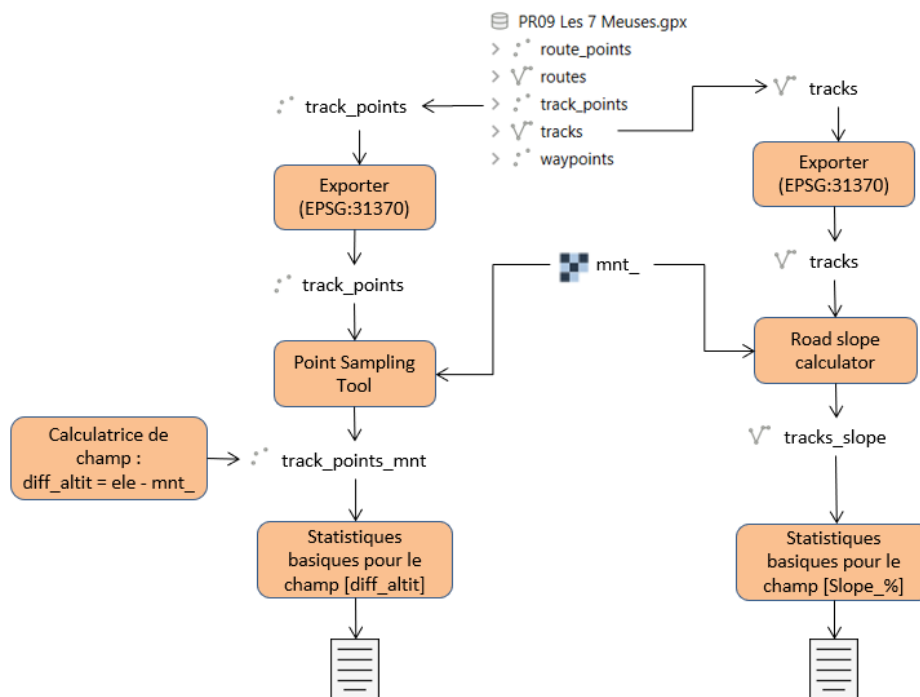 PR09 Les 7 Meuses.gpx
route_points
routes
track_points
tracks
waypoints
track_points
tracks
Exporter
(EPSG:31370)
Exporter
(EPSG:31370)
track_points
mnt_
tracks
Point Sampling
Tool
Road slope
calculator
Calculatrice de
champ :
diff_altit = ele - mnt_
track_points_mnt
tracks_slope
Statistiques
basiques pour le
champ [diff_altit]
Statistiques
basiques pour le
champ [Slope_%]